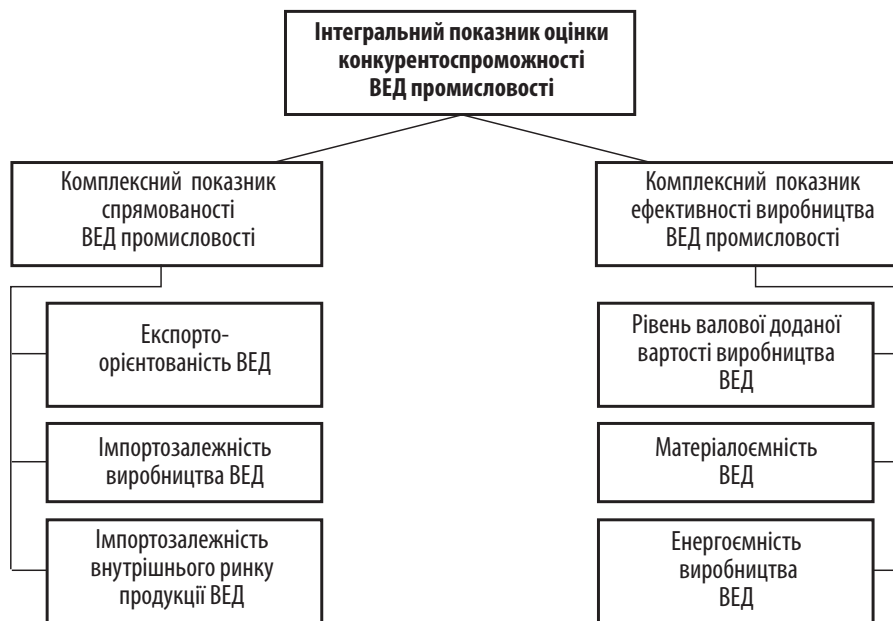 Інтегральний показник оцінки
конкурентоспроможності
ВЕД промисловості
Комплексний показник
спрямованості
ВЕД промисловості
Експорто-
орієнтованість ВЕД
Імпортозалежність
виробництва ВЕД
Імпортозалежність
внутрішнього ринку
продукції ВЕД
Комплексний показник
ефективності виробництва
ВЕД промисловості
Рівень валової доданої
вартості виробництва
ВЕД
Матеріалоємність
ВЕД
Енергоємність
виробництва
ВЕД